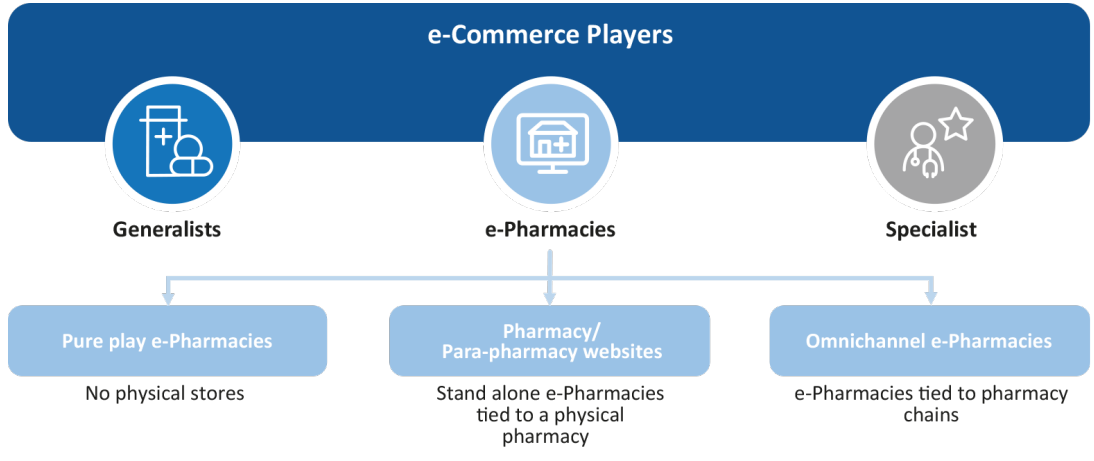 e-Commerce Players
Generalists
e-Pharmacies
Specialist
Pure play e-Pharmacies
No physical stores
Pharmacy/
Para-pharmacy websites
Stand alone e-Pharmacies
tied to a physical
pharmacy
Omnichannel e-Pharmacies
e-Pharmacies tied to pharmacy
chains